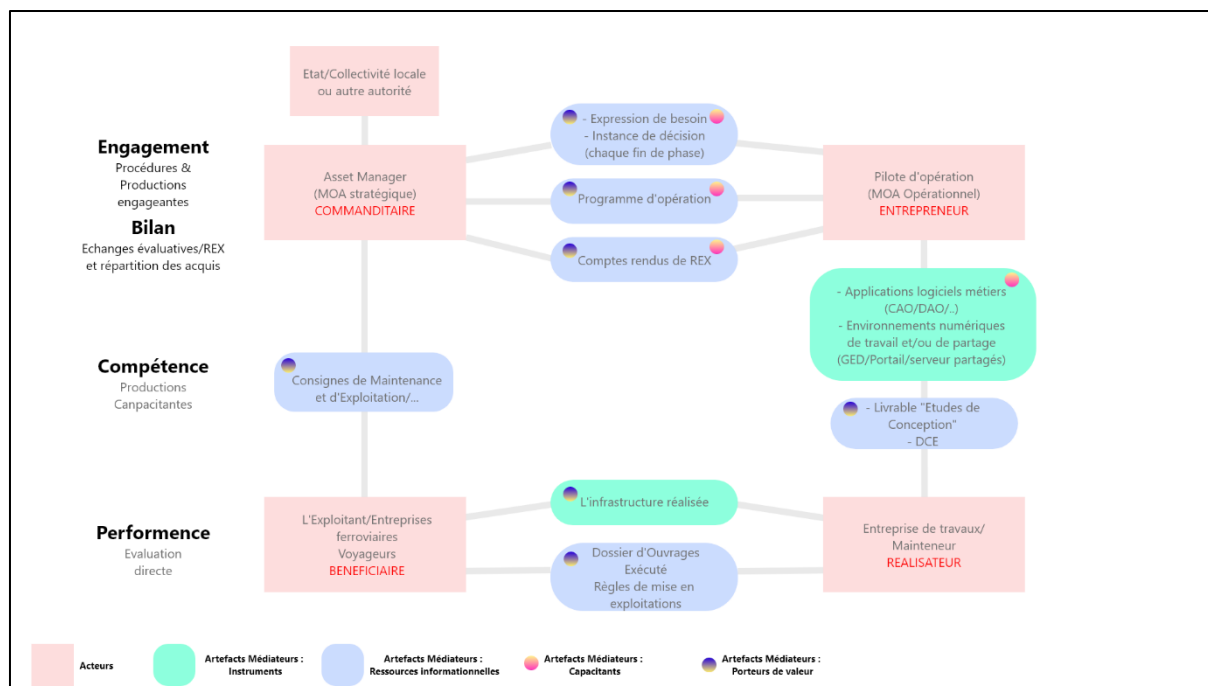 Etat/Collectivité locale
ou autre autorité
Engagement
Procédures &
Productions
engageantes
Bilan
Echanges évaluatives/REX
et répartition des acquis
Asset Manager
(MOA stratégique)
COMMANDITAIRE
- Expression de besoin
- Instance de décision
(chaque fin de phase)
Programme d'opération
Comptes rendus de REX
Pilote d'opération
(MOA Opérationnel)
ENTREPRENEUR
- Applications logiciels métiers
(CAO/DAO/..)
- Environnements numériques
de travail et/ou de partage
(GED/Portail/serveur partagés)
Compétence
Productions
Canpacitantes
Consignes de Maintenance
et d'Exploitation/...
- Livrable "Etudes de
Conception"
- DCE
Performence
Evaluation
directe
L'Exploitant/Entreprises
ferroviaires
Voyageurs
BENEFICIAIRE
L'infrastructure réalisée
Dossier d'Ouvrages
Exécuté
Règles de mise en
exploitations
Entreprise de travaux/
Mainteneur
REALISATEUR
Acteurs
Artefacts Médiateurs :
Instruments
Artefacts Médiateurs :
Ressources informationnelles
Artefacts Médiateurs :
Capacitants
Artefacts Médiateurs :
Porteurs de valeur